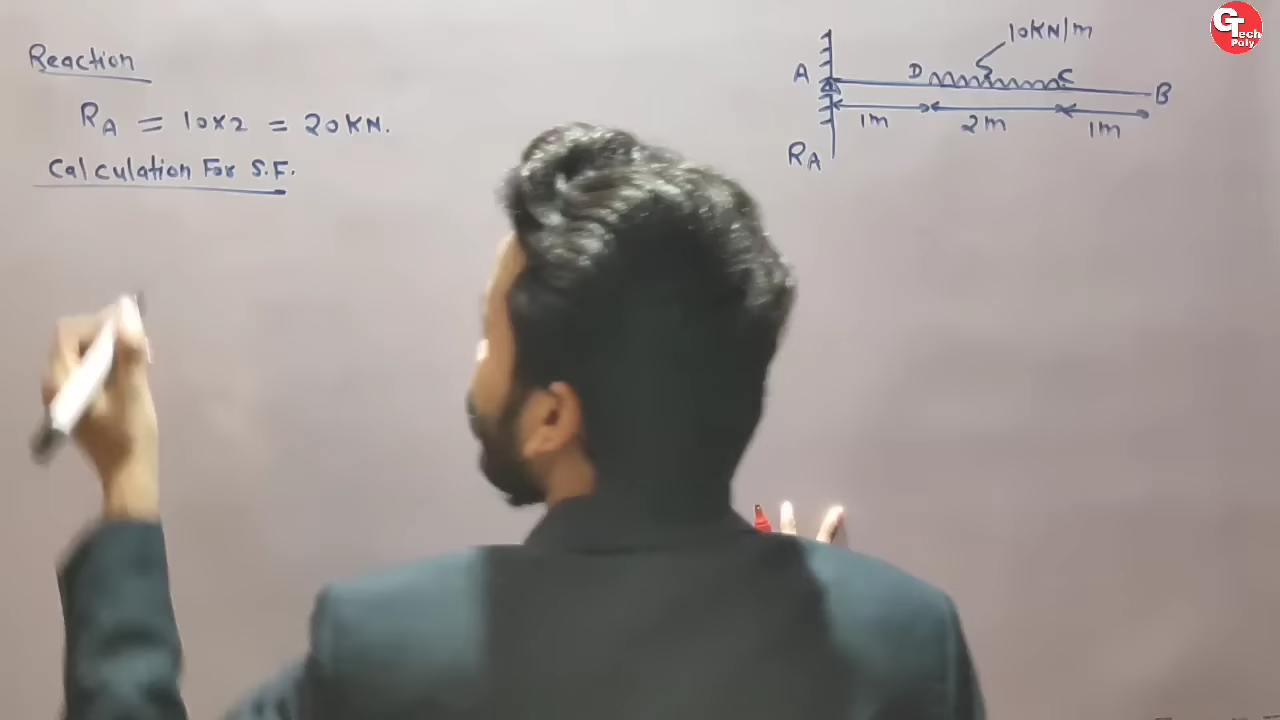 Reaction
RA = 10x2 = 20KN.
Calculation For S.F.
10KN/m
A D C B
1m 2m 1m
RA
GTech
Poly